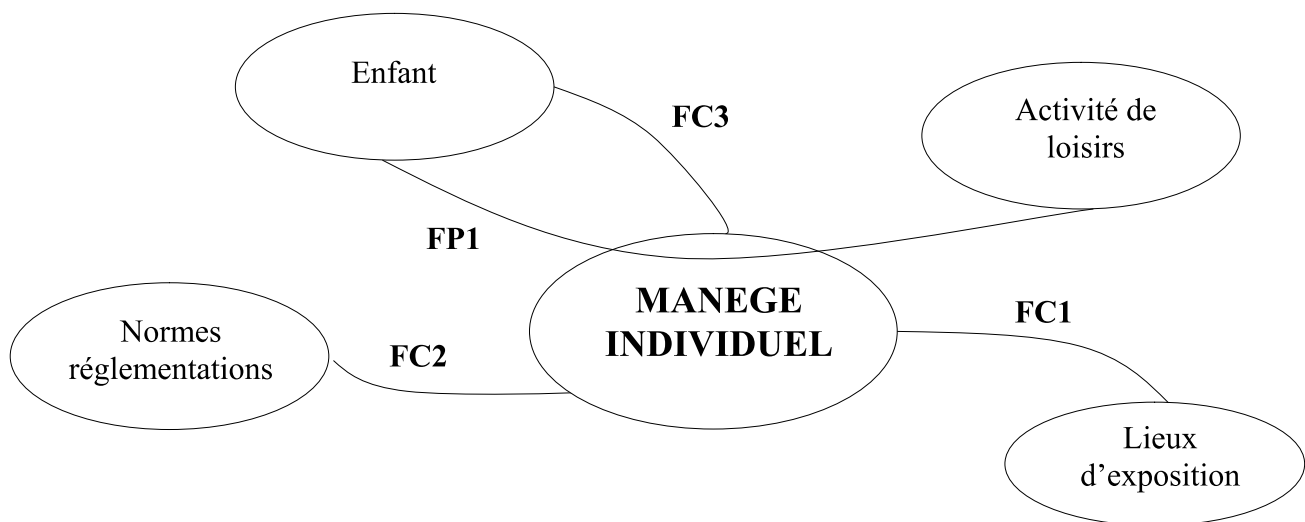 Enfant
FC3
Activité de
loisirs
FP1
MANEGE
INDIVIDUEL
FC1
Normes
réglementations
FC2
Lieux
d’exposition